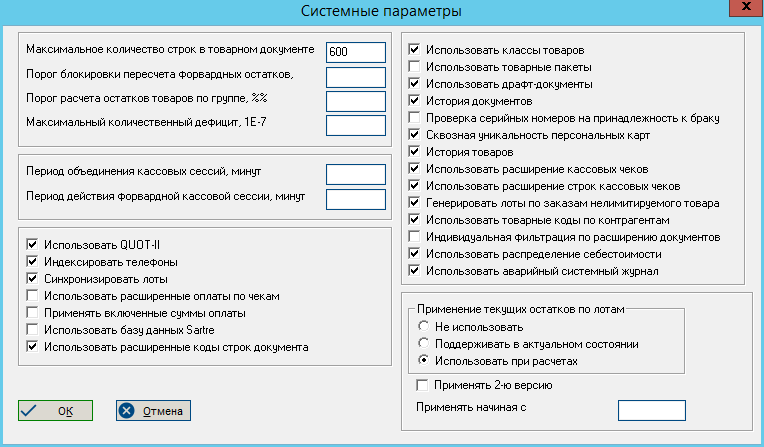 Системные параметры
x
Максимальное количество строк в товарном документе 600
Порог блокировки пересчета форвардных остатков,
Порог расчета остатков товаров по группе, %%
Максимальный количественный дефицит, 1E-7
Период объединения кассовых сессий, минут
Период действия форвардной кассовой сессии, минут
Использовать QUOT-II
Индексировать телефоны
Синхронизировать лоты
Использовать расширенные оплаты по чекам
Применять включенные суммы оплаты
Использовать базу данных Sartre
Использовать расширенные коды строк документа
OK
Отмена
Использовать классы товаров
Использовать товарные пакеты
Использовать драфт-документы
История документов
Проверка серийных номеров на принадлежность к браку
Сквозная уникальность персональных карт
История товаров
Использовать расширение кассовых чеков
Использовать расширение строк кассовых чеков
Генерировать лоты по заказам нелимитируемого товара
Использовать товарные коды по контрагентам
Индивидуальная фильтрация по расширению документов
Использовать распределение себестоимости
Использовать аварийный системный журнал
Применение текущих остатков по лотам
Не использовать
Поддерживать в актуальном состоянии
Использовать при расчетах
Применять 2-ю версию
Применять начиная с